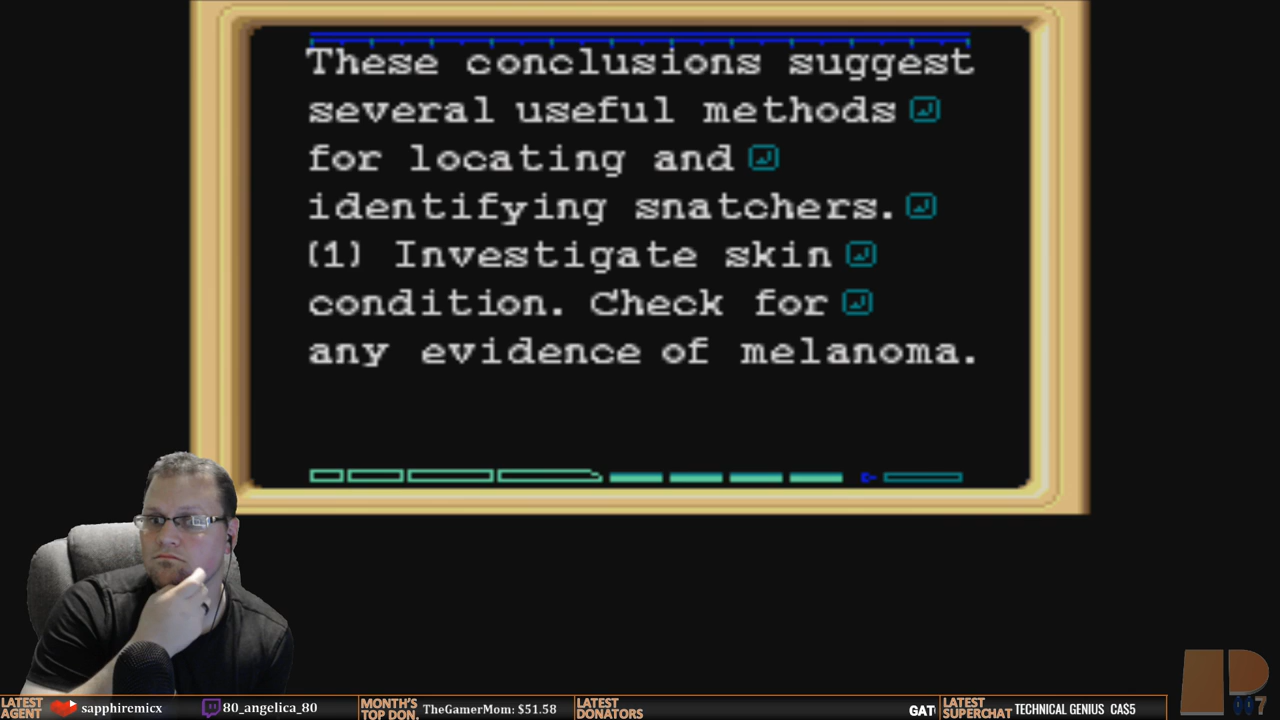 These conclusions suggest
several useful methods
for locating and
identifying snatchers.
(1) Investigate skin
condition. Check for
any evidence of melanoma.
LATEST AGENT sapphiremicx
80_angelica_80
MONTH'S TOP DON. TheGamerMom: $51.58
LATEST DONATORS
GAT
LATEST SUPERCHAT TECHNICAL GENIUS CAS5